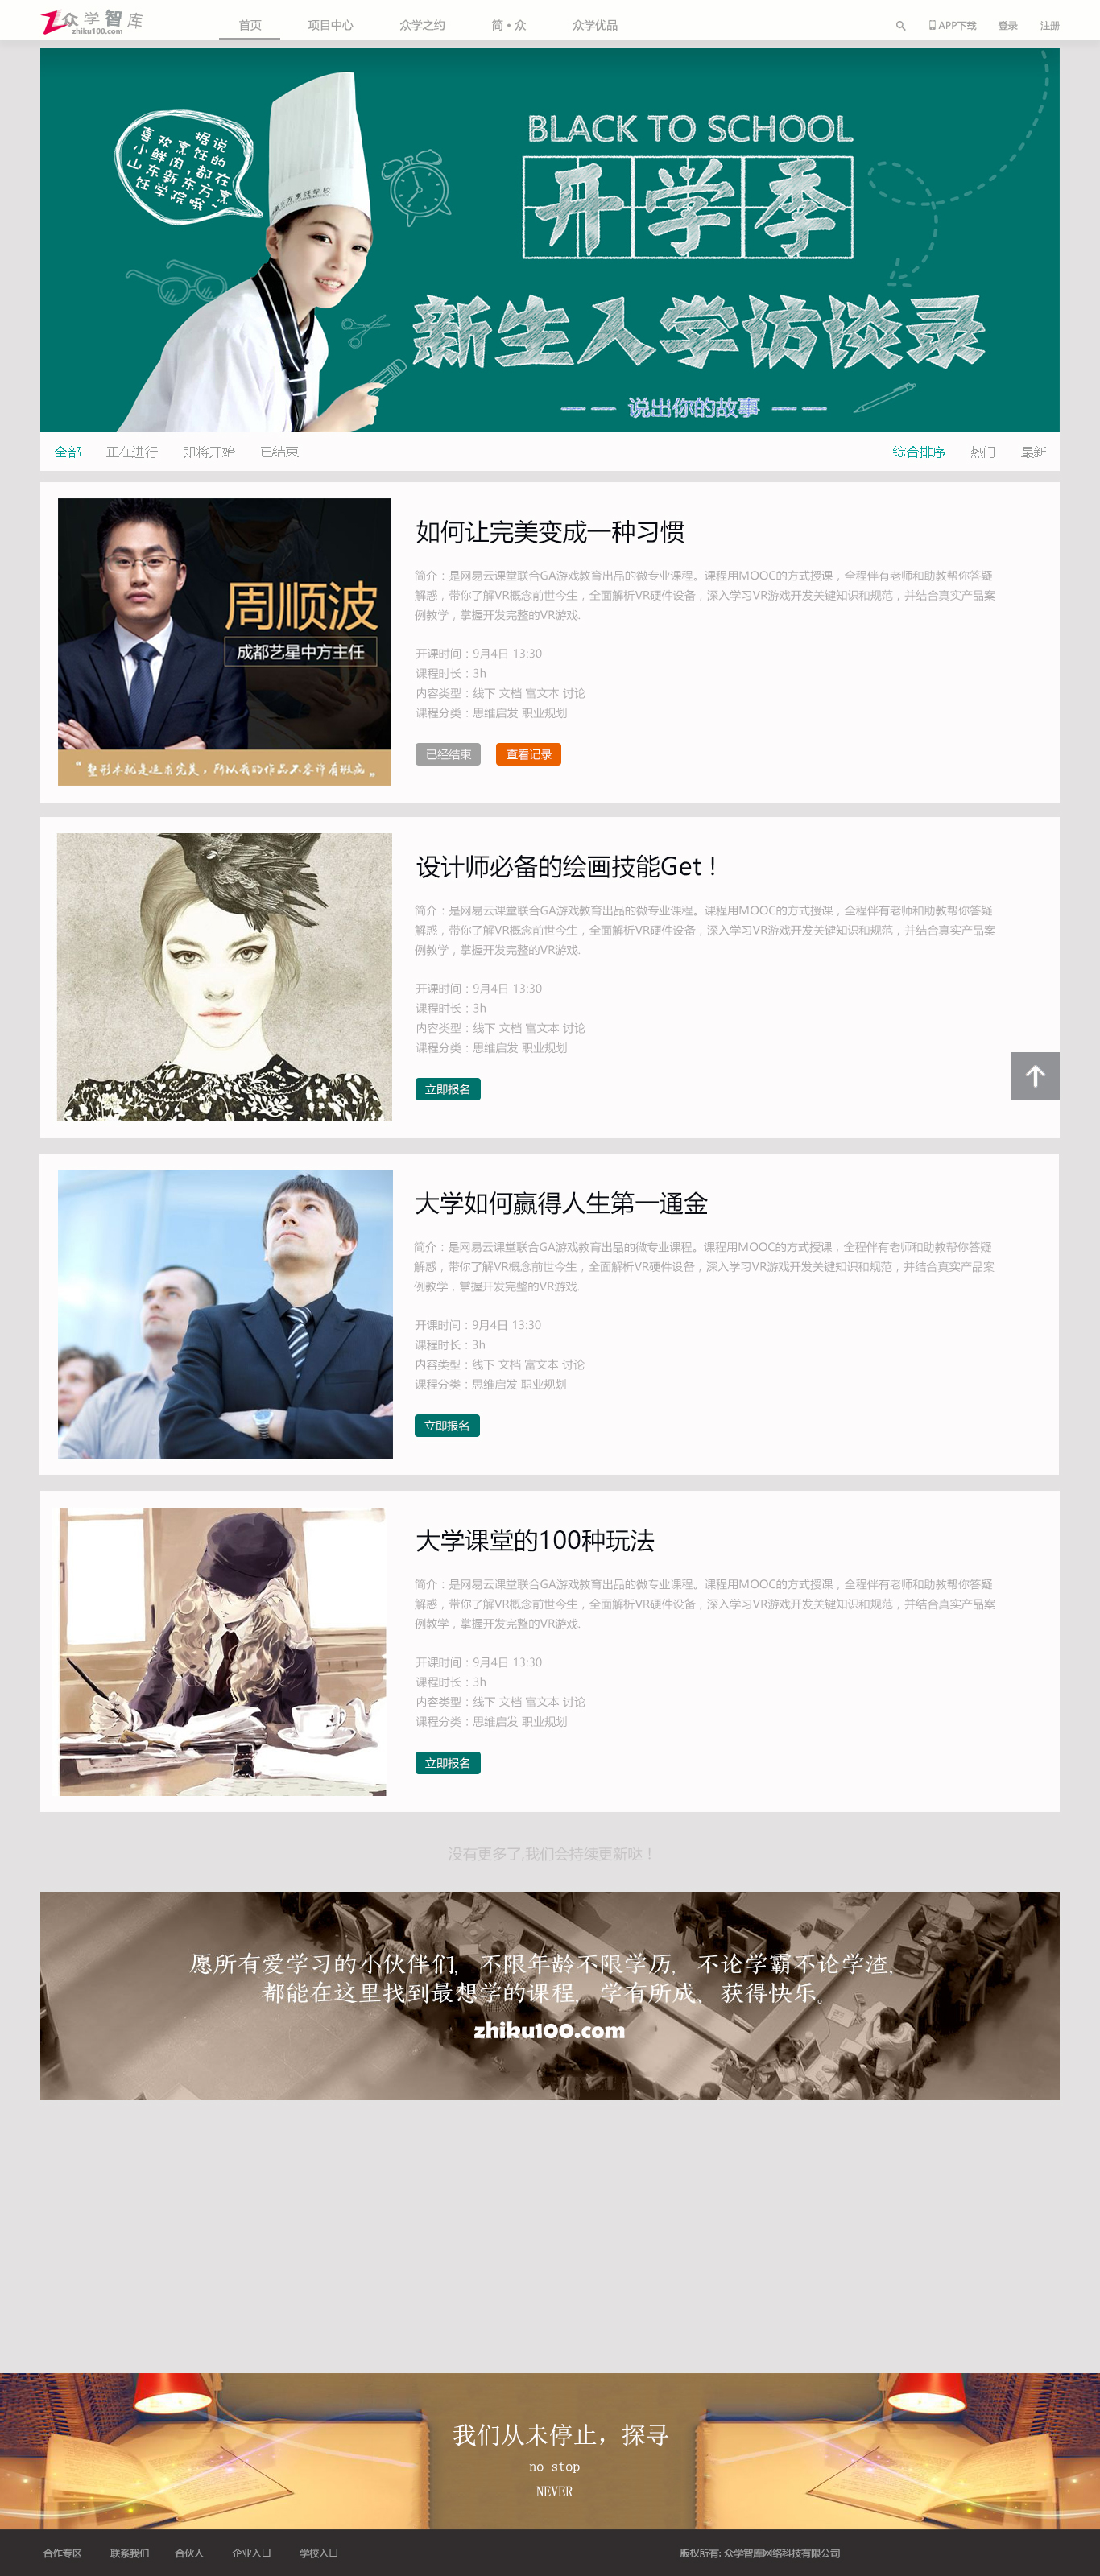 众学智库
zhiku100.com
首页 项目中心 众学之约 简·众 众学优品
APP下载 登录 注册
据说
喜欢烹饪的
小鲜肉,都在
山东新东方烹
饪学院哦~
BLACK TO SCHOOL
开学季
新生入学访谈录
—— —— 说出你的故事 —— ——
全部 正在进行 即将开始 已结束
综合排序 热门 最新
周顺波
成都艺星中方主任
“整形本就是追求完美,所以我的作品不容许有瑕疵”
如何让完美变成一种习惯
简介:是网易云课堂联合GA游戏教育出品的微专业课程。课程用MOOC的方式授课,全程伴有老师和助教帮你答疑
解惑,带你了解VR概念前世今生,全面解析VR硬件设备,深入学习VR游戏开发关键知识和规范,并结合真实产品案
例教学,掌握开发完整的VR游戏.
开课时间:9月4日 13:30
课程时长:3h
内容类型:线下 文档 富文本 讨论
课程分类:思维启发 职业规划
已经结束 查看记录
设计师必备的绘画技能Get!
简介:是网易云课堂联合GA游戏教育出品的微专业课程。课程用MOOC的方式授课,全程伴有老师和助教帮你答疑
解惑,带你了解VR概念前世今生,全面解析VR硬件设备,深入学习VR游戏开发关键知识和规范,并结合真实产品案
例教学,掌握开发完整的VR游戏.
开课时间:9月4日 13:30
课程时长:3h
内容类型:线下 文档 富文本 讨论
课程分类:思维启发 职业规划
立即报名
大学如何赢得人生第一通金
简介:是网易云课堂联合GA游戏教育出品的微专业课程。课程用MOOC的方式授课,全程伴有老师和助教帮你答疑
解惑,带你了解VR概念前世今生,全面解析VR硬件设备,深入学习VR游戏开发关键知识和规范,并结合真实产品案
例教学,掌握开发完整的VR游戏.
开课时间:9月4日 13:30
课程时长:3h
内容类型:线下 文档 富文本 讨论
课程分类:思维启发 职业规划
立即报名
大学课堂的100种玩法
简介:是网易云课堂联合GA游戏教育出品的微专业课程。课程用MOOC的方式授课,全程伴有老师和助教帮你答疑
解惑,带你了解VR概念前世今生,全面解析VR硬件设备,深入学习VR游戏开发关键知识和规范,并结合真实产品案
例教学,掌握开发完整的VR游戏.
开课时间:9月4日 13:30
课程时长:3h
内容类型:线下 文档 富文本 讨论
课程分类:思维启发 职业规划
立即报名
没有更多了,我们会持续更新哒!
愿所有爱学习的小伙伴们,不限年龄不限学历,不论学霸不论学渣,
都能在这里找到最想学的课程,学有所成、获得快乐。
zhiku100.com
我们从未停止,探寻
no stop
NEVER
合作专区 联系我们 合伙人 企业入口 学校入口
版权所有: 众学智库网络科技有限公司